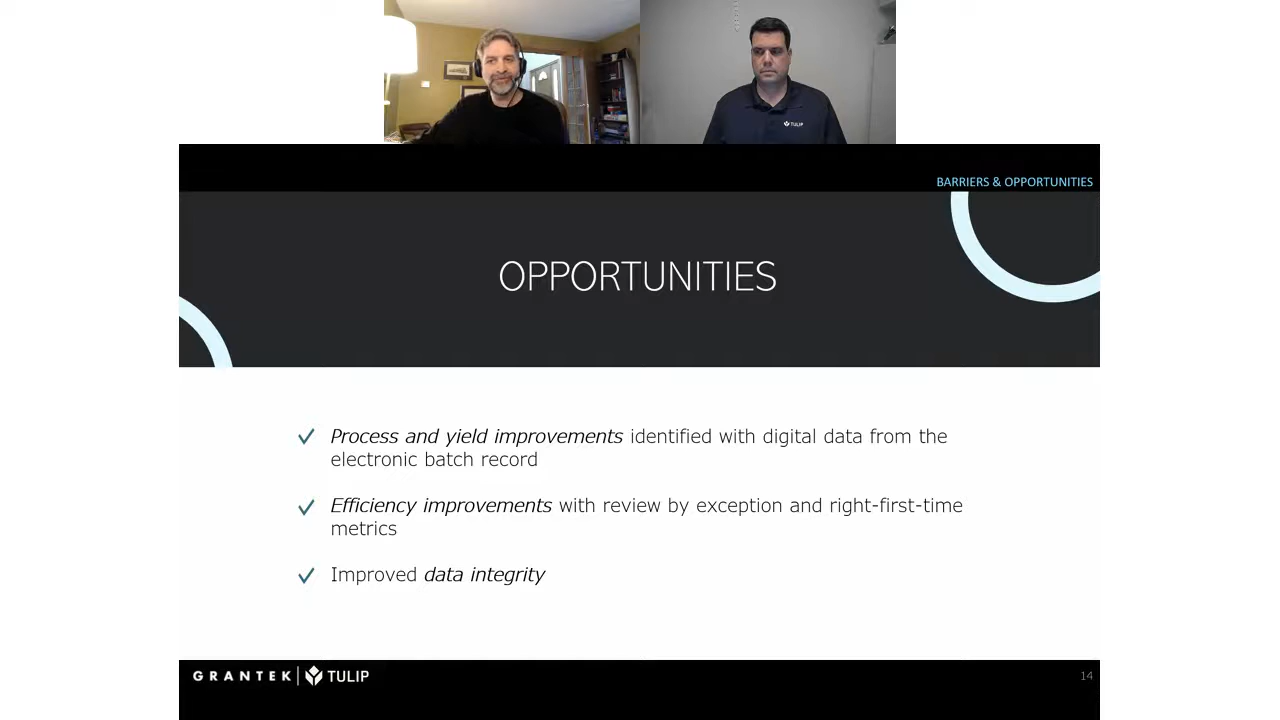 TULIP
BARRIERS & OPPORTUNITIES
OPPORTUNITIES
Process and yield improvements identified with digital data from the
electronic batch record
Efficiency improvements with review by exception and right-first-time
metrics
Improved data integrity
GRANTEK | TULIP
14